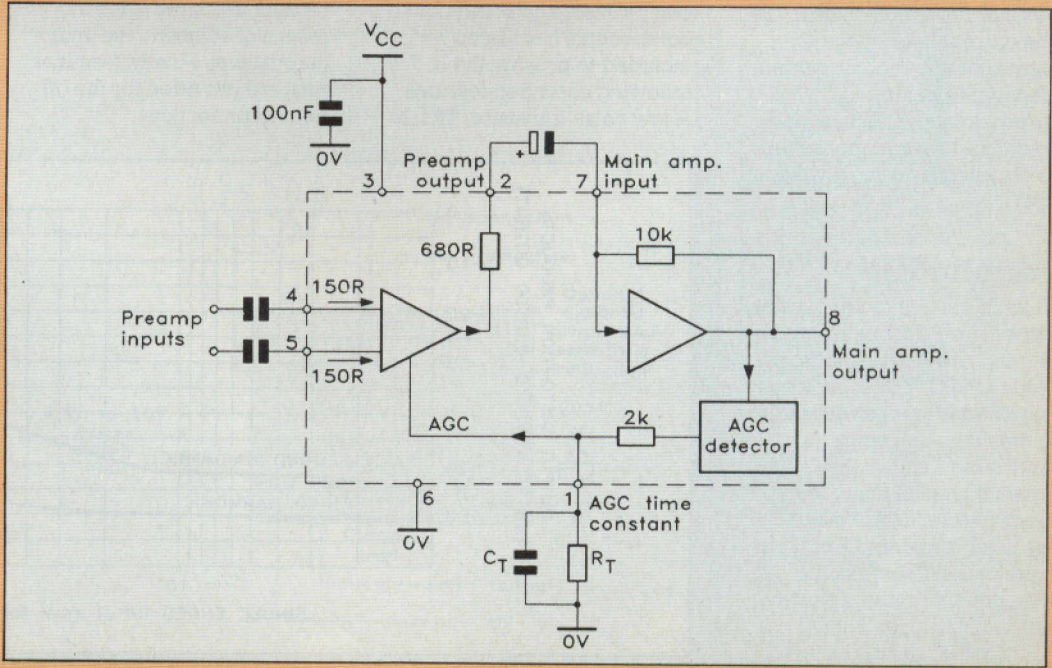 VCC
100nF
0V
Preamp
output
3
2
7
Main amp.
input
+
680R
10k
Preamp
inputs
4
150R
5
150R
8
Main amp.
output
AGC
2k
AGC
detector
6
0V
1
AGC time
constant
CT
RT
0V